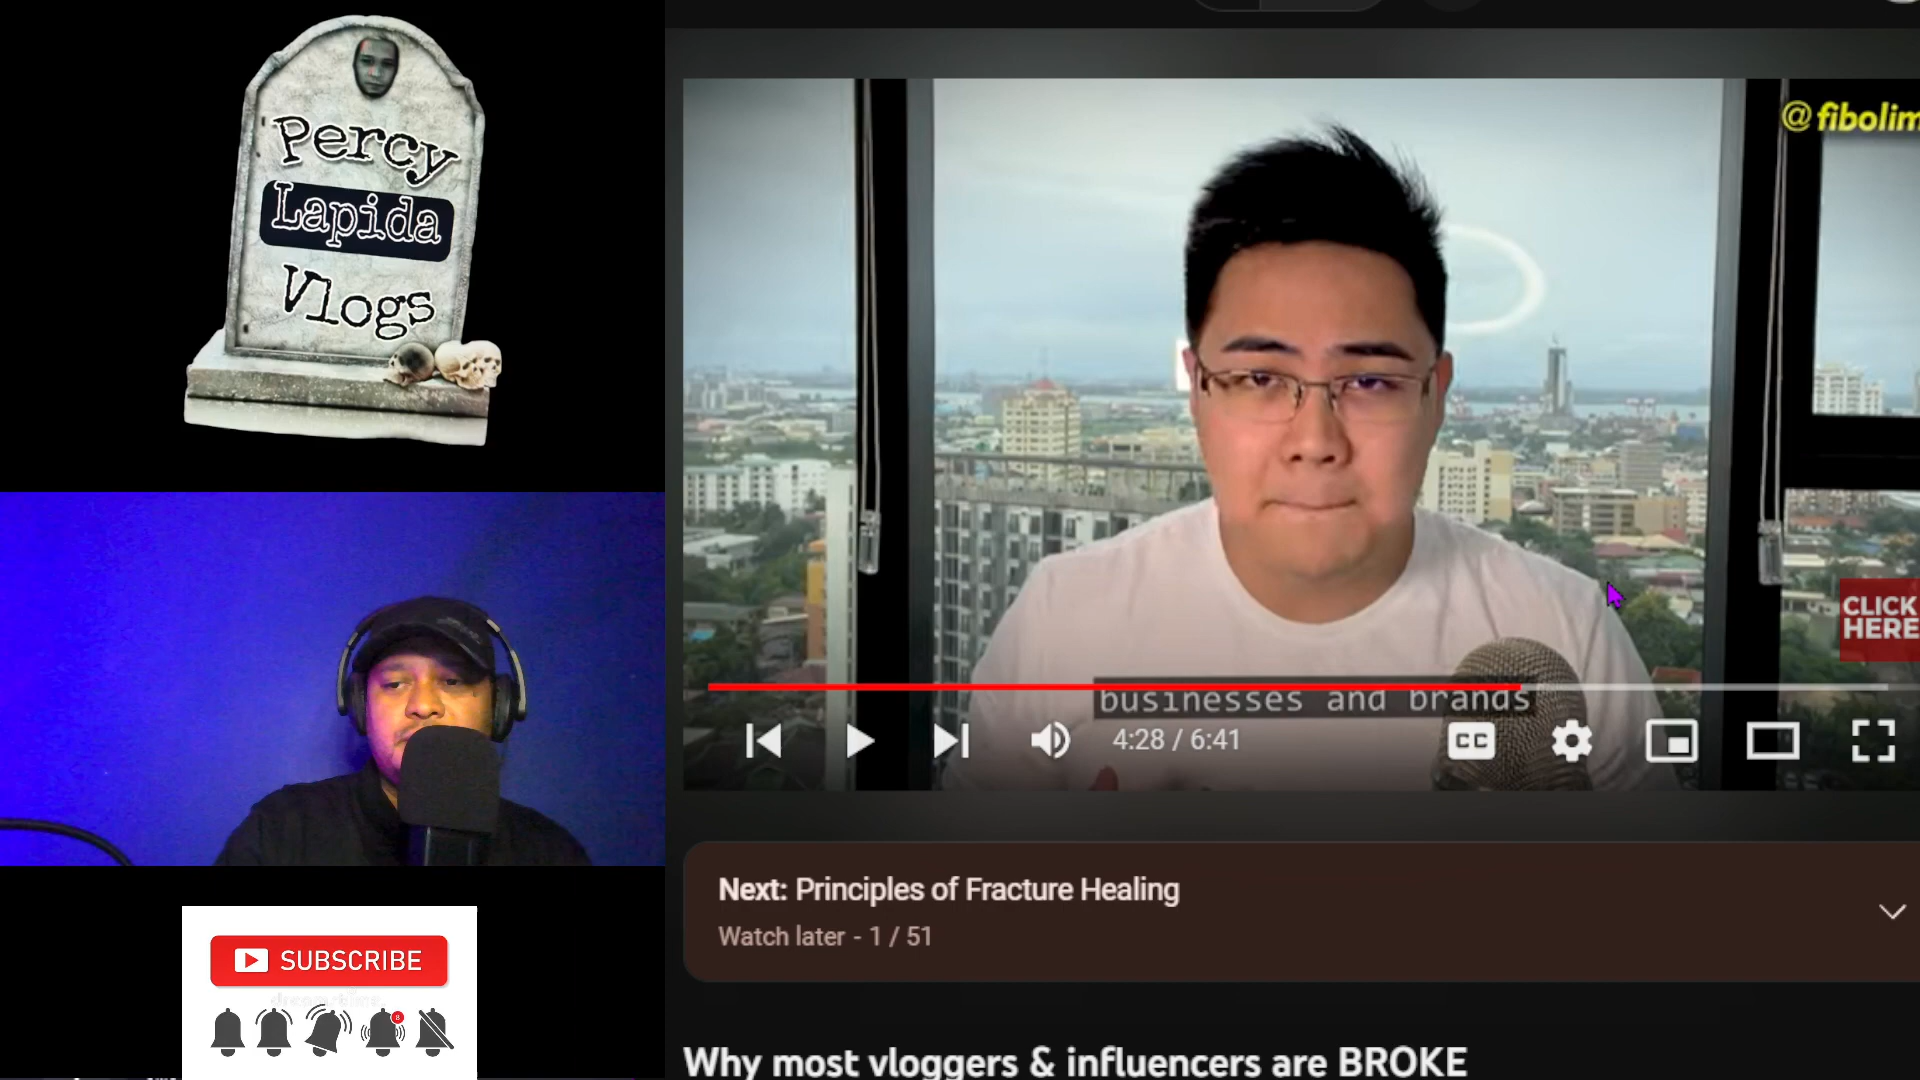 Percy
Lapida
Vlogs
SUBSCRIBE
8
@fibolim
CLICK
HERE
businesses and brands
4:28 / 6:41
CC
Next: Principles of Fracture Healing
Watch later - 1 / 51
Why most vloggers & influencers are BROKE